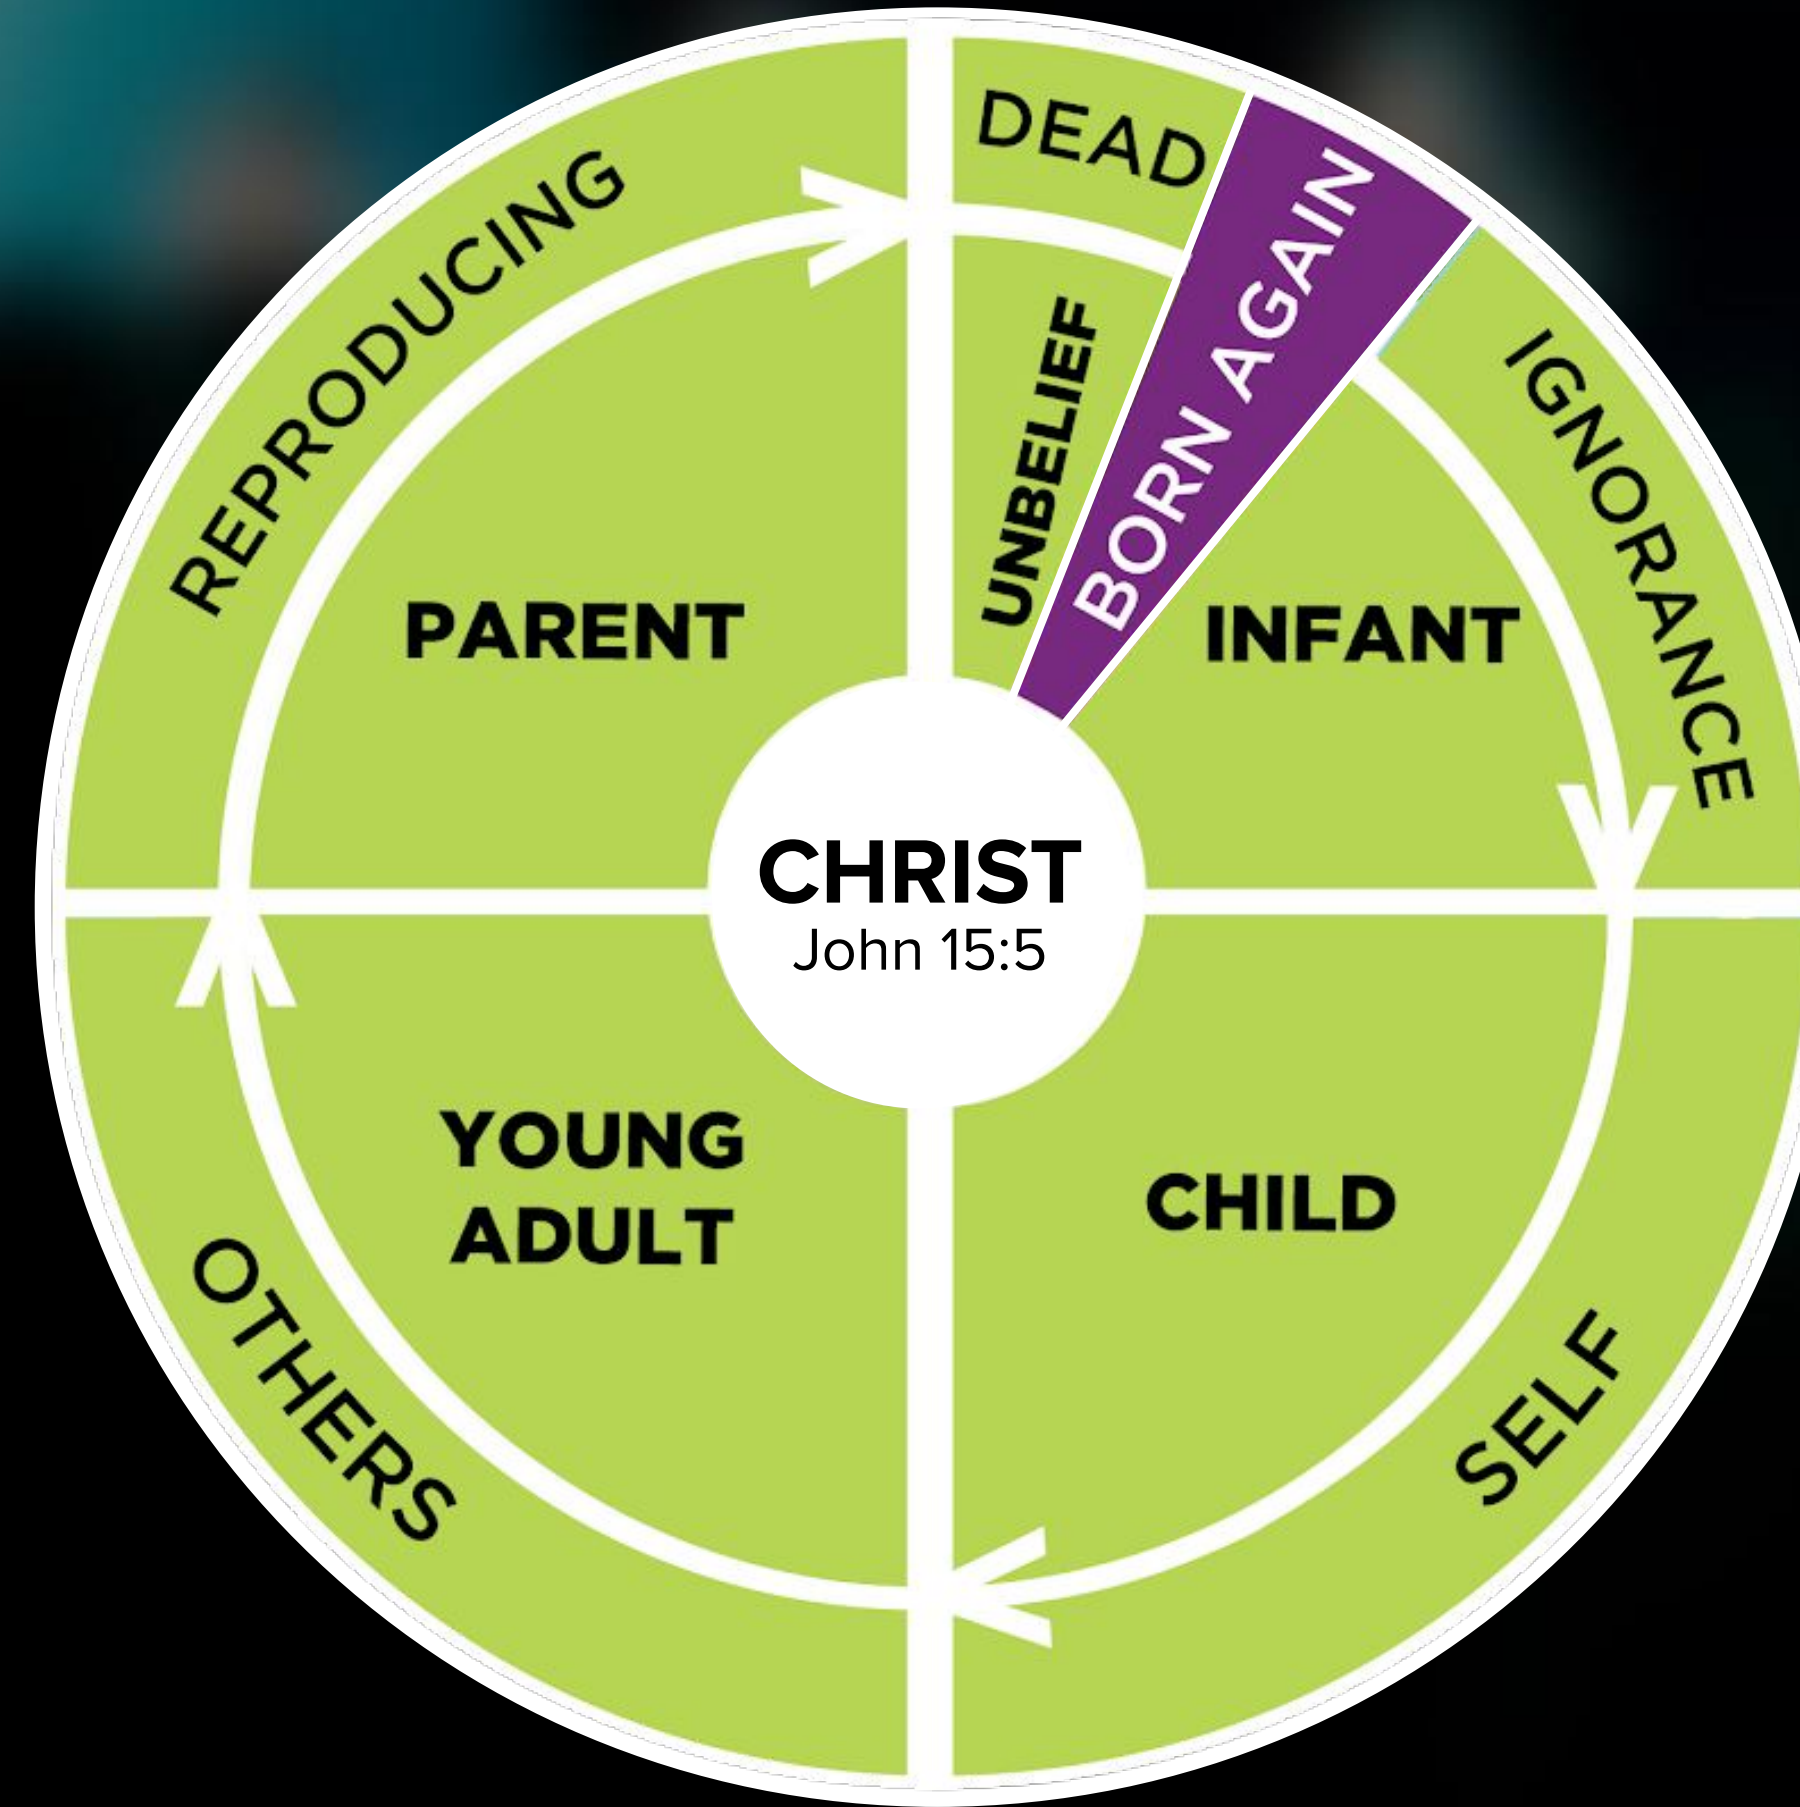 DEAD
UNBELIEF
BORN AGAIN
IGNORANCE
INFANT
SELF
CHILD
OTHERS
YOUNG
ADULT
REPRODUCING
PARENT
CHRIST
John 15:5